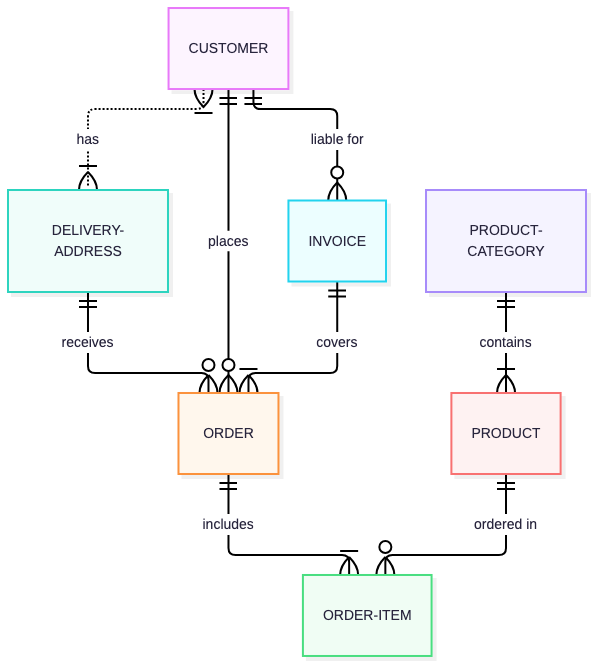 CUSTOMER
has
liable for
DELIVERY-
ADDRESS
places
INVOICE
PRODUCT-
CATEGORY
receives
covers
contains
ORDER
PRODUCT
includes
ordered in
ORDER-ITEM